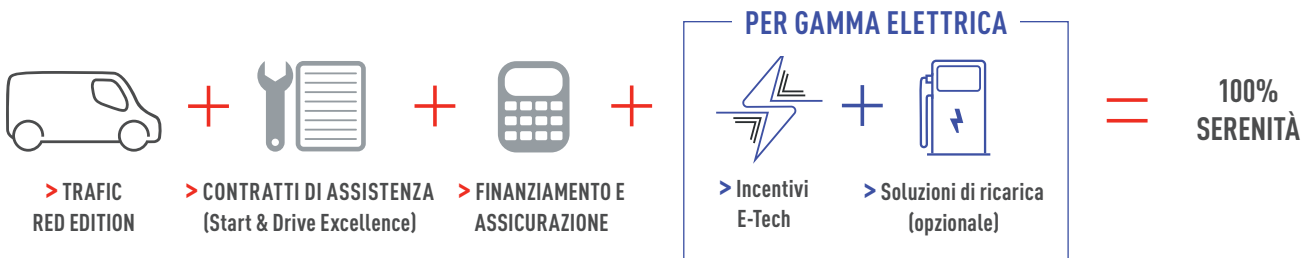 PER GAMMA ELETTRICA
100%
SERENITÀ
> TRAFIC
RED EDITION
> CONTRATTI DI ASSISTENZA
(Start & Drive Excellence)
> FINANZIAMENTO E
ASSICURAZIONE
> Incentivi
E-Tech
> Soluzioni di ricarica
(opzionale)